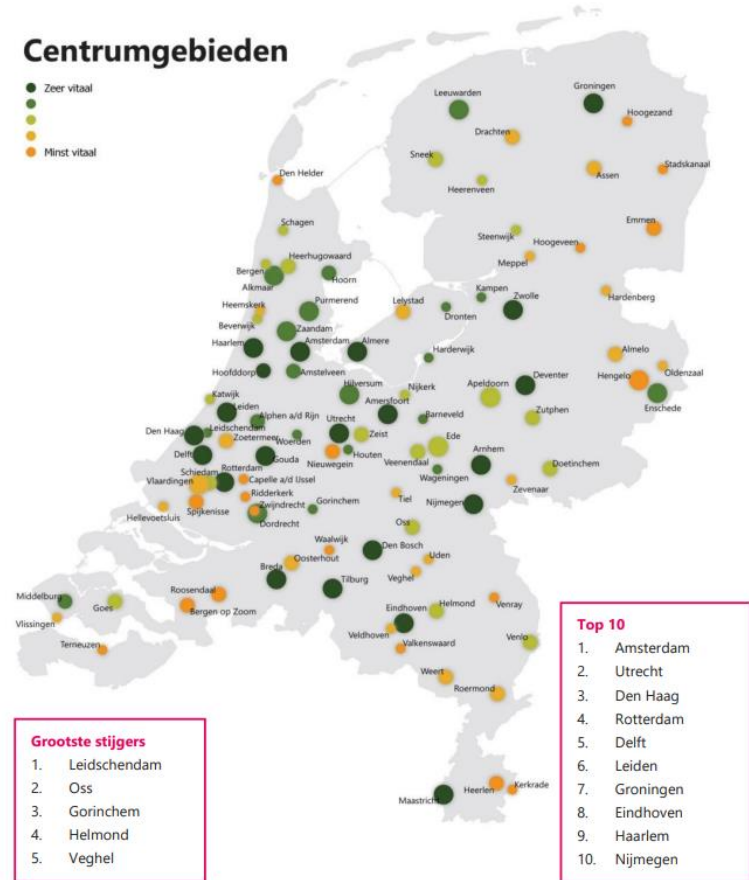 Centrumgebieden
Zeer vitaal
Minst vitaal
Leeuwarden
Groningen
Hoogezand
Drachten
Sneek
Assen
Stadskanaal
Den Helder
Heerenveen
Schagen
Steenwijk
Hoogeveen
Emmen
Meppel
Heerhugowaard
Bergen
Alkmaar
Hoorn
Kampen
Zwolle
Hardenberg
Heemskerk
Purmerend
Lelystad
Dronten
Beverwijk
Zaandam
Haarlem
Amsterdam
Almere
Harderwijk
Almelo
Oldenzaal
Hengelo
Hoofddorp
Amstelveen
Hilversum
Nijkerk
Apeldoorn
Deventer
Enschede
Katwijk
Leiden
Amersfoort
Alphen a/d Rijn
Utrecht
Barneveld
Zutphen
Den Haag
Leidschendam
Zoetermeer
Woerden
Zeist
Ede
Delft
Gouda
Nieuwegein
Houten
Veenendaal
Arnhem
Doetinchem
Schiedam
Rotterdam
Wageningen
Vlaardingen
Capelle a/d IJssel
Ridderkerk
Tiel
Zevenaar
Hellevoetsluis
Spijkenisse
Zwijndrecht
Gorinchem
Nijmegen
Dordrecht
Oss
Waalwijk
Den Bosch
Oosterhout
Uden
Breda
Tilburg
Veghel
Middelburg
Goes
Roosendaal
Bergen op Zoom
Eindhoven
Helmond
Venray
Vlissingen
Veldhoven
Valkenswaard
Venlo
Terneuzen
Weert
Roermond
Heerlen
Kerkrade
Maastricht
Grootste stijgers
1. Leidschendam
2. Oss
3. Gorinchem
4. Helmond
5. Veghel
Top 10
1. Amsterdam
2. Utrecht
3. Den Haag
4. Rotterdam
5. Delft
6. Leiden
7. Groningen
8. Eindhoven
9. Haarlem
10. Nijmegen